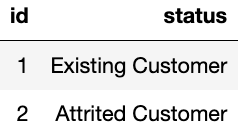 id status
1 Existing Customer
2 Attrited Customer